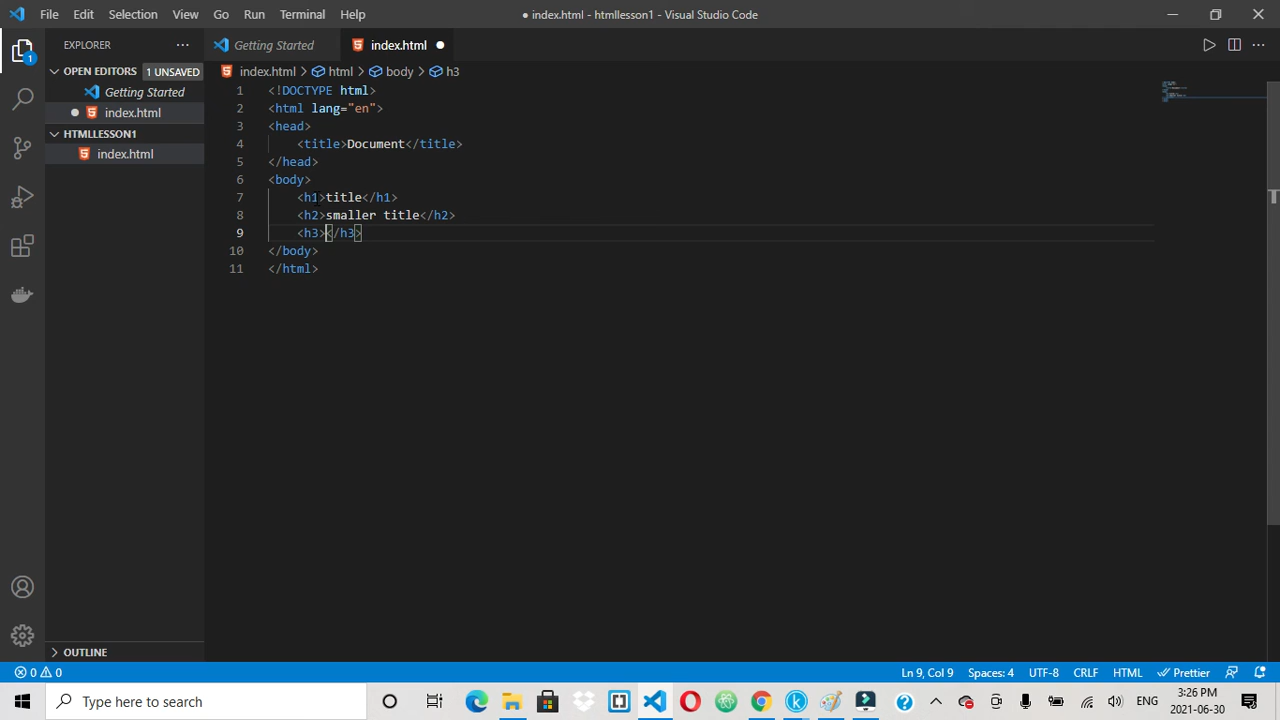 File Edit Selection View Go Run Terminal Help
● index.html - htmllesson1 - Visual Studio Code
EXPLORER
Getting Started
index.html
OPEN EDITORS 1 UNSAVED
Getting Started
index.html
HTMLLESSON1
index.html
OUTLINE
1
index.html > html > body > h3
1 <!DOCTYPE html>
2 <html lang="en">
3 <head>
4 <title>Document</title>
5 </head>
6 <body>
7 <h1>title</h1>
8 <h2>smaller title</h2>
9 <h3></h3>
10 </body>
11 </html>
0 0
Ln 9, Col 9 Spaces: 4 UTF-8 CRLF HTML Prettier
Type here to search
3:26 PM
2021-06-30